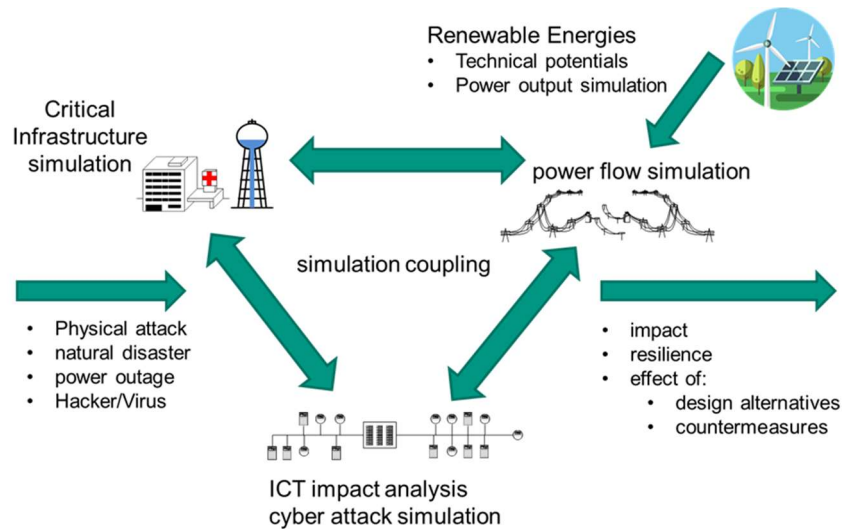 Renewable Energies
• Technical potentials
• Power output simulation
Critical
Infrastructure
simulation
power flow simulation
simulation coupling
• Physical attack
• natural disaster
• power outage
• Hacker/Virus
• impact
• resilience
• effect of:
• design alternatives
• countermeasures
ICT impact analysis
cyber attack simulation